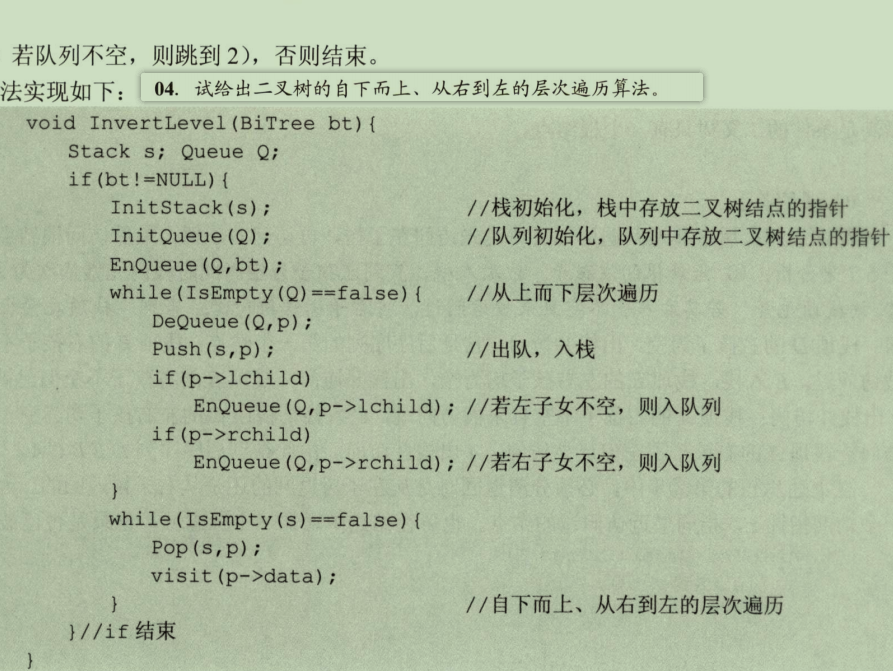 若队列不空，则跳到 2），否则结束。
法实现如下：
04. 试给出二叉树的自下而上、从右到左的层次遍历算法。
void InvertLevel(BiTree bt){
Stack s; Queue Q;
if(bt!=NULL){
InitStack(s); //栈初始化，栈中存放二叉树结点的指针
InitQueue(Q); //队列初始化，队列中存放二叉树结点的指针
EnQueue(Q,bt);
while(IsEmpty(Q)==false){ //从上而下层次遍历
DeQueue(Q,p);
Push(s,p); //出队，入栈
if(p->lchild)
EnQueue(Q,p->lchild); //若左子女不空，则入队列
if(p->rchild)
EnQueue(Q,p->rchild); //若右子女不空，则入队列
}
while(IsEmpty(s)==false){
Pop(s,p);
visit(p->data);
} //自下而上、从右到左的层次遍历
}//if 结束
}